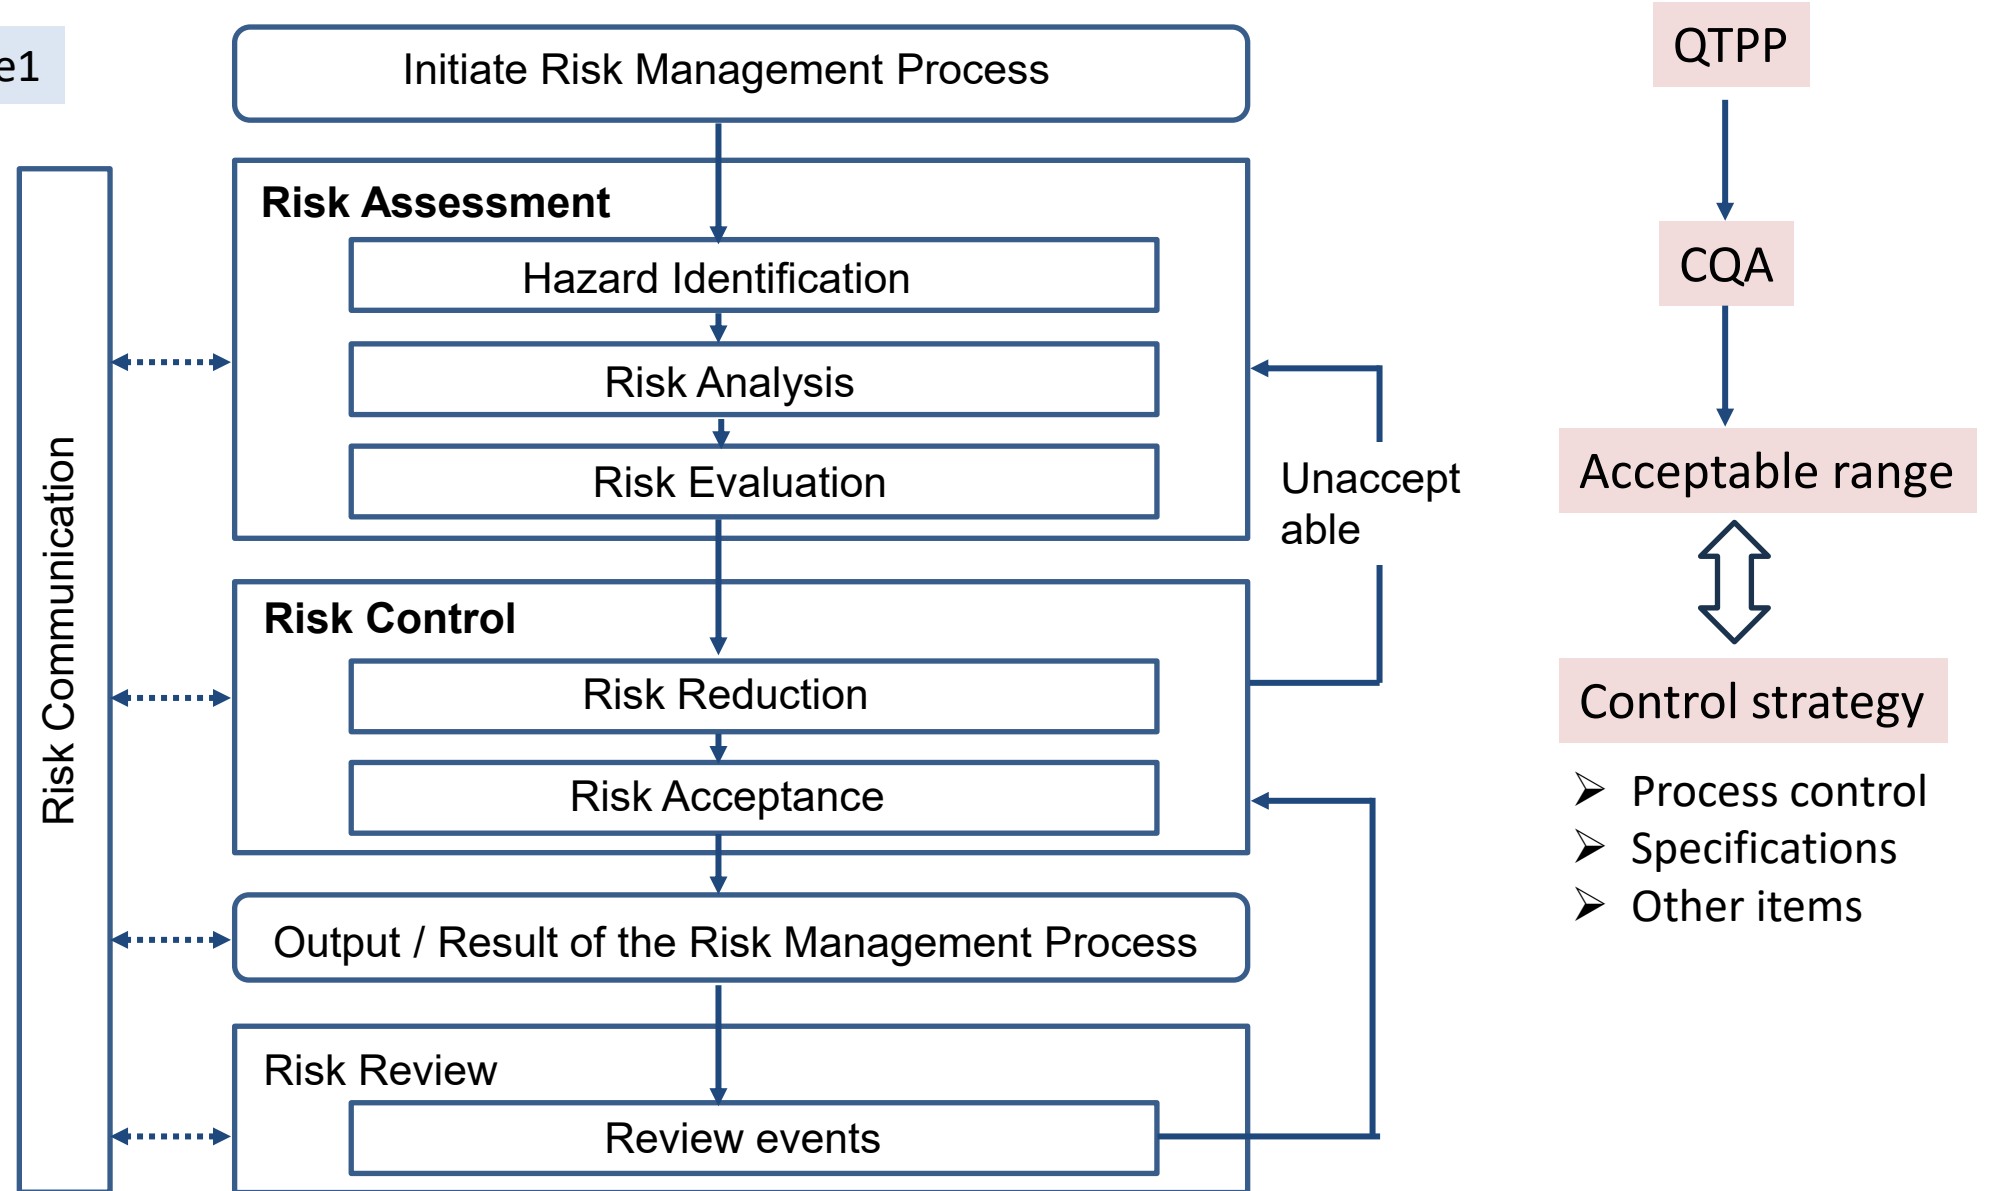 e1
Initiate Risk Management Process
Risk Assessment
Hazard Identification
Risk Analysis
Risk Evaluation
Unaccept
able
Risk Control
Risk Reduction
Risk Acceptance
Output / Result of the Risk Management Process
Risk Review
Review events
Risk Communication
QTPP
CQA
Acceptable range
Control strategy
➢ Process control
➢ Specifications
➢ Other items